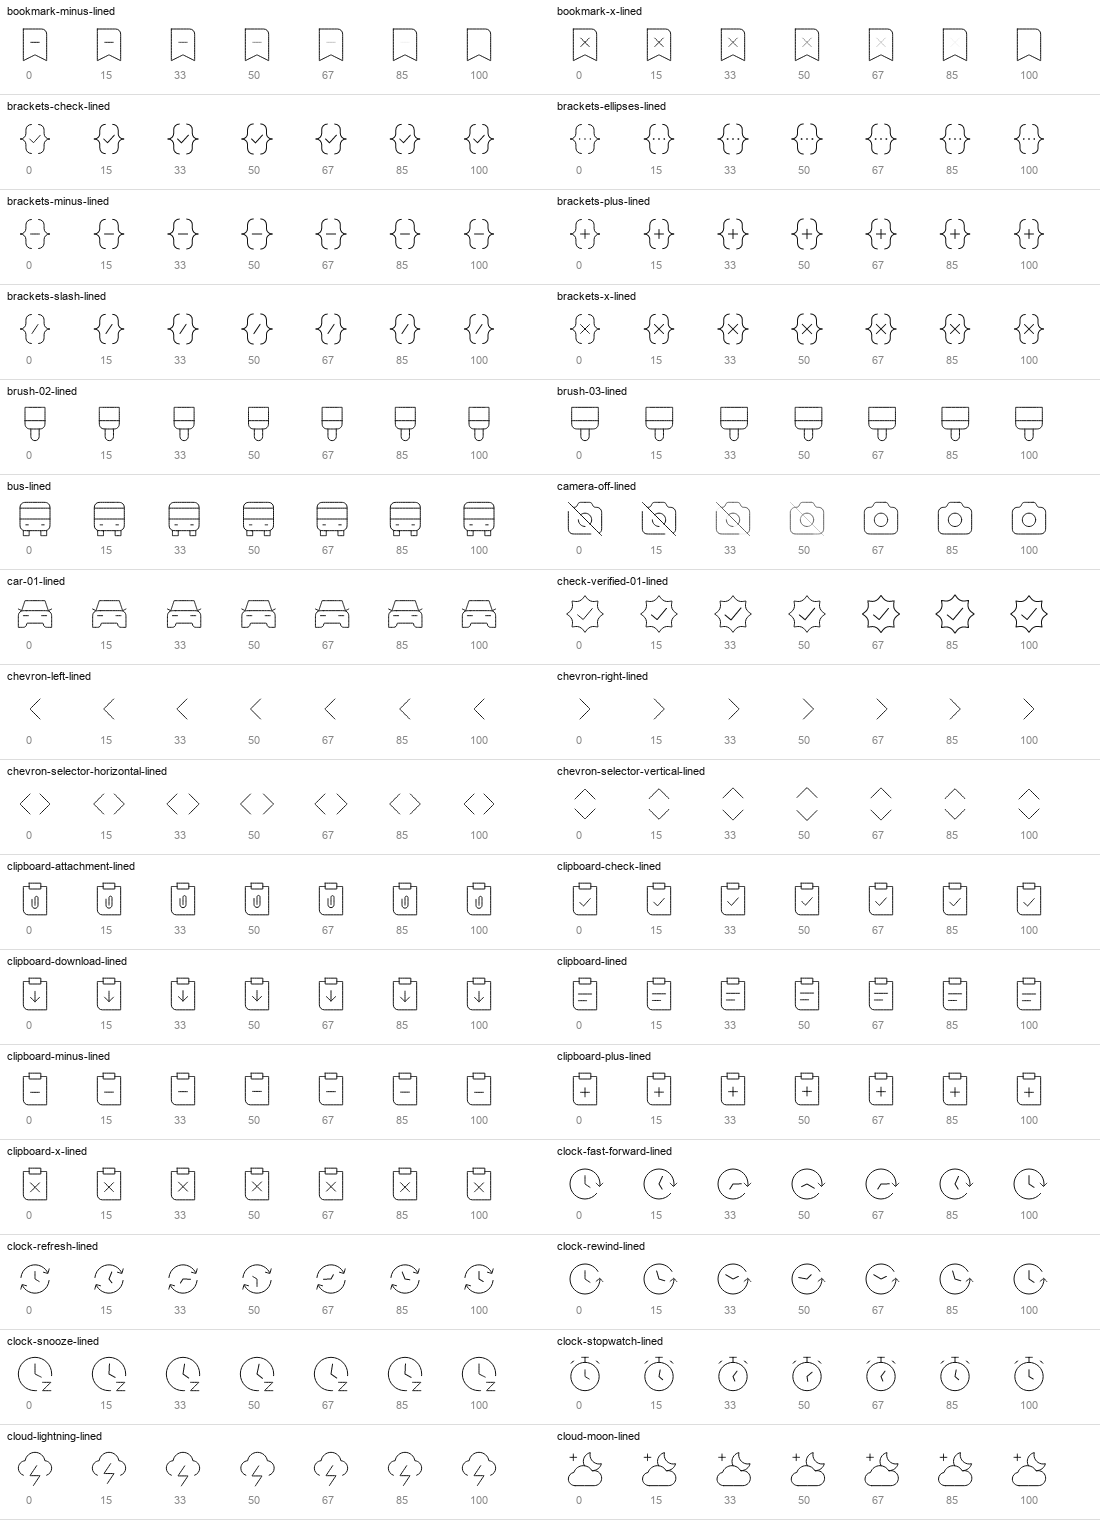 bookmark-minus-lined bookmark-x-lined
0 15 33 50 67 85 100 0 15 33 50 67 85 100
brackets-check-lined brackets-ellipses-lined
0 15 33 50 67 85 100 0 15 33 50 67 85 100
brackets-minus-lined brackets-plus-lined
0 15 33 50 67 85 100 0 15 33 50 67 85 100
brackets-slash-lined brackets-x-lined
0 15 33 50 67 85 100 0 15 33 50 67 85 100
brush-02-lined brush-03-lined
0 15 33 50 67 85 100 0 15 33 50 67 85 100
bus-lined camera-off-lined
0 15 33 50 67 85 100 0 15 33 50 67 85 100
car-01-lined check-verified-01-lined
0 15 33 50 67 85 100 0 15 33 50 67 85 100
chevron-left-lined chevron-right-lined
0 15 33 50 67 85 100 0 15 33 50 67 85 100
chevron-selector-horizontal-lined chevron-selector-vertical-lined
0 15 33 50 67 85 100 0 15 33 50 67 85 100
clipboard-attachment-lined clipboard-check-lined
0 15 33 50 67 85 100 0 15 33 50 67 85 100
clipboard-download-lined clipboard-lined
0 15 33 50 67 85 100 0 15 33 50 67 85 100
clipboard-minus-lined clipboard-plus-lined
0 15 33 50 67 85 100 0 15 33 50 67 85 100
clipboard-x-lined clock-fast-forward-lined
0 15 33 50 67 85 100 0 15 33 50 67 85 100
clock-refresh-lined clock-rewind-lined
0 15 33 50 67 85 100 0 15 33 50 67 85 100
clock-snooze-lined clock-stopwatch-lined
0 15 33 50 67 85 100 0 15 33 50 67 85 100
cloud-lightning-lined cloud-moon-lined
0 15 33 50 67 85 100 0 15 33 50 67 85 100